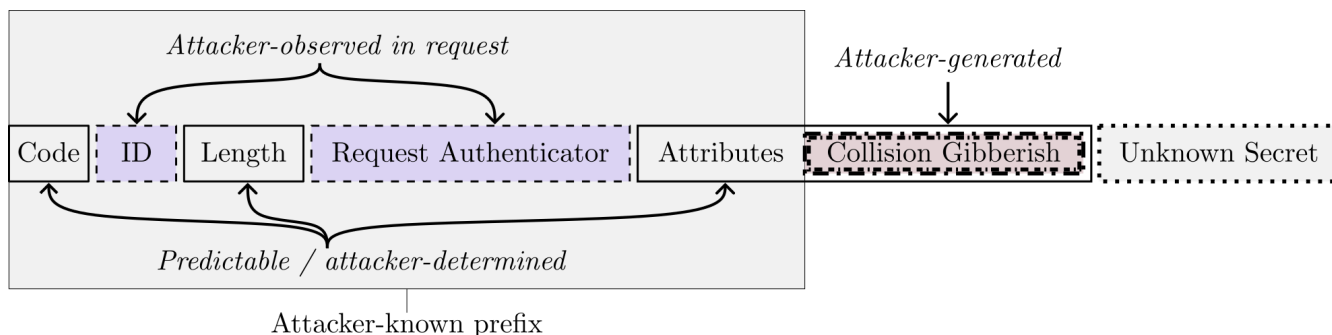 Attacker-observed in request
Attacker-generated
Code ID Length Request Authenticator Attributes Collision Gibberish Unknown Secret
Predictable / attacker-determined
Attacker-known prefix